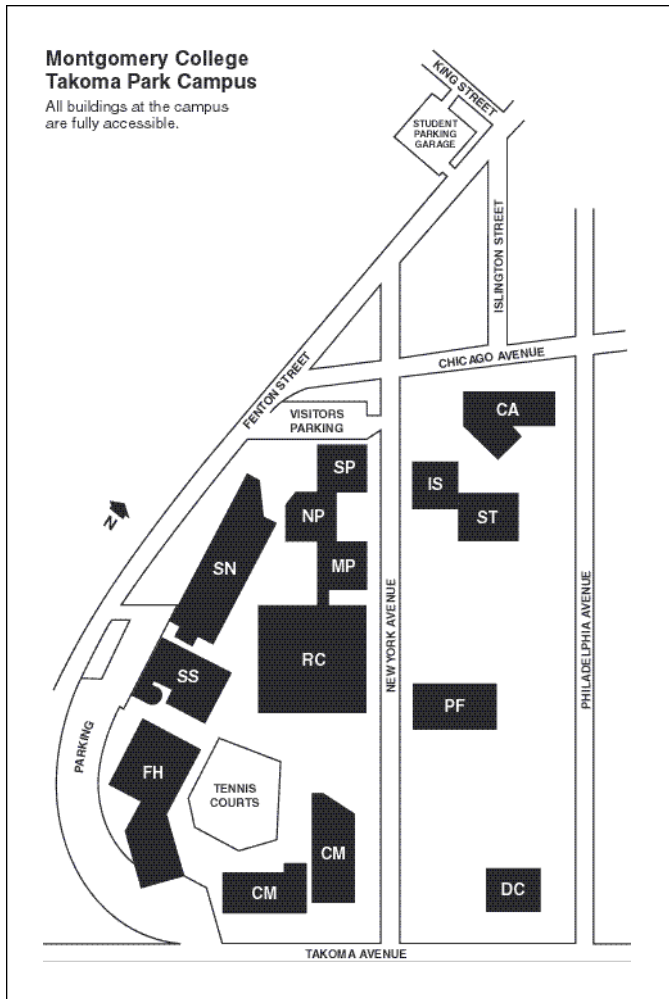 Montgomery College
Takoma Park Campus
All buildings at the campus
are fully accessible.
KING STREET
STUDENT
PARKING
GARAGE
ISLINGTON STREET
CHICAGO AVENUE
FENTON STREET
VISITORS
PARKING
CA
SP
IS
NP
ST
N
SN
MP
NEW YORK AVENUE
PHILADELPHIA AVENUE
RC
SS
PF
PARKING
FH
TENNIS
COURTS
CM
CM
DC
TAKOMA AVENUE